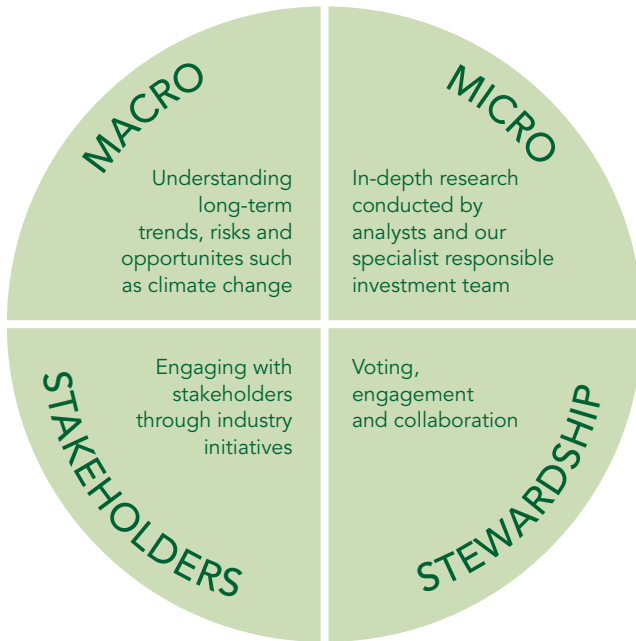 MACRO
Understanding
long-term
trends, risks and
opportunites such
as climate change
MICRO
In-depth research
conducted by
analysts and our
specialist responsible
investment team
STAKEHOLDERS
Engaging with
stakeholders
through industry
initiatives
STEWARDSHIP
Voting,
engagement
and collaboration